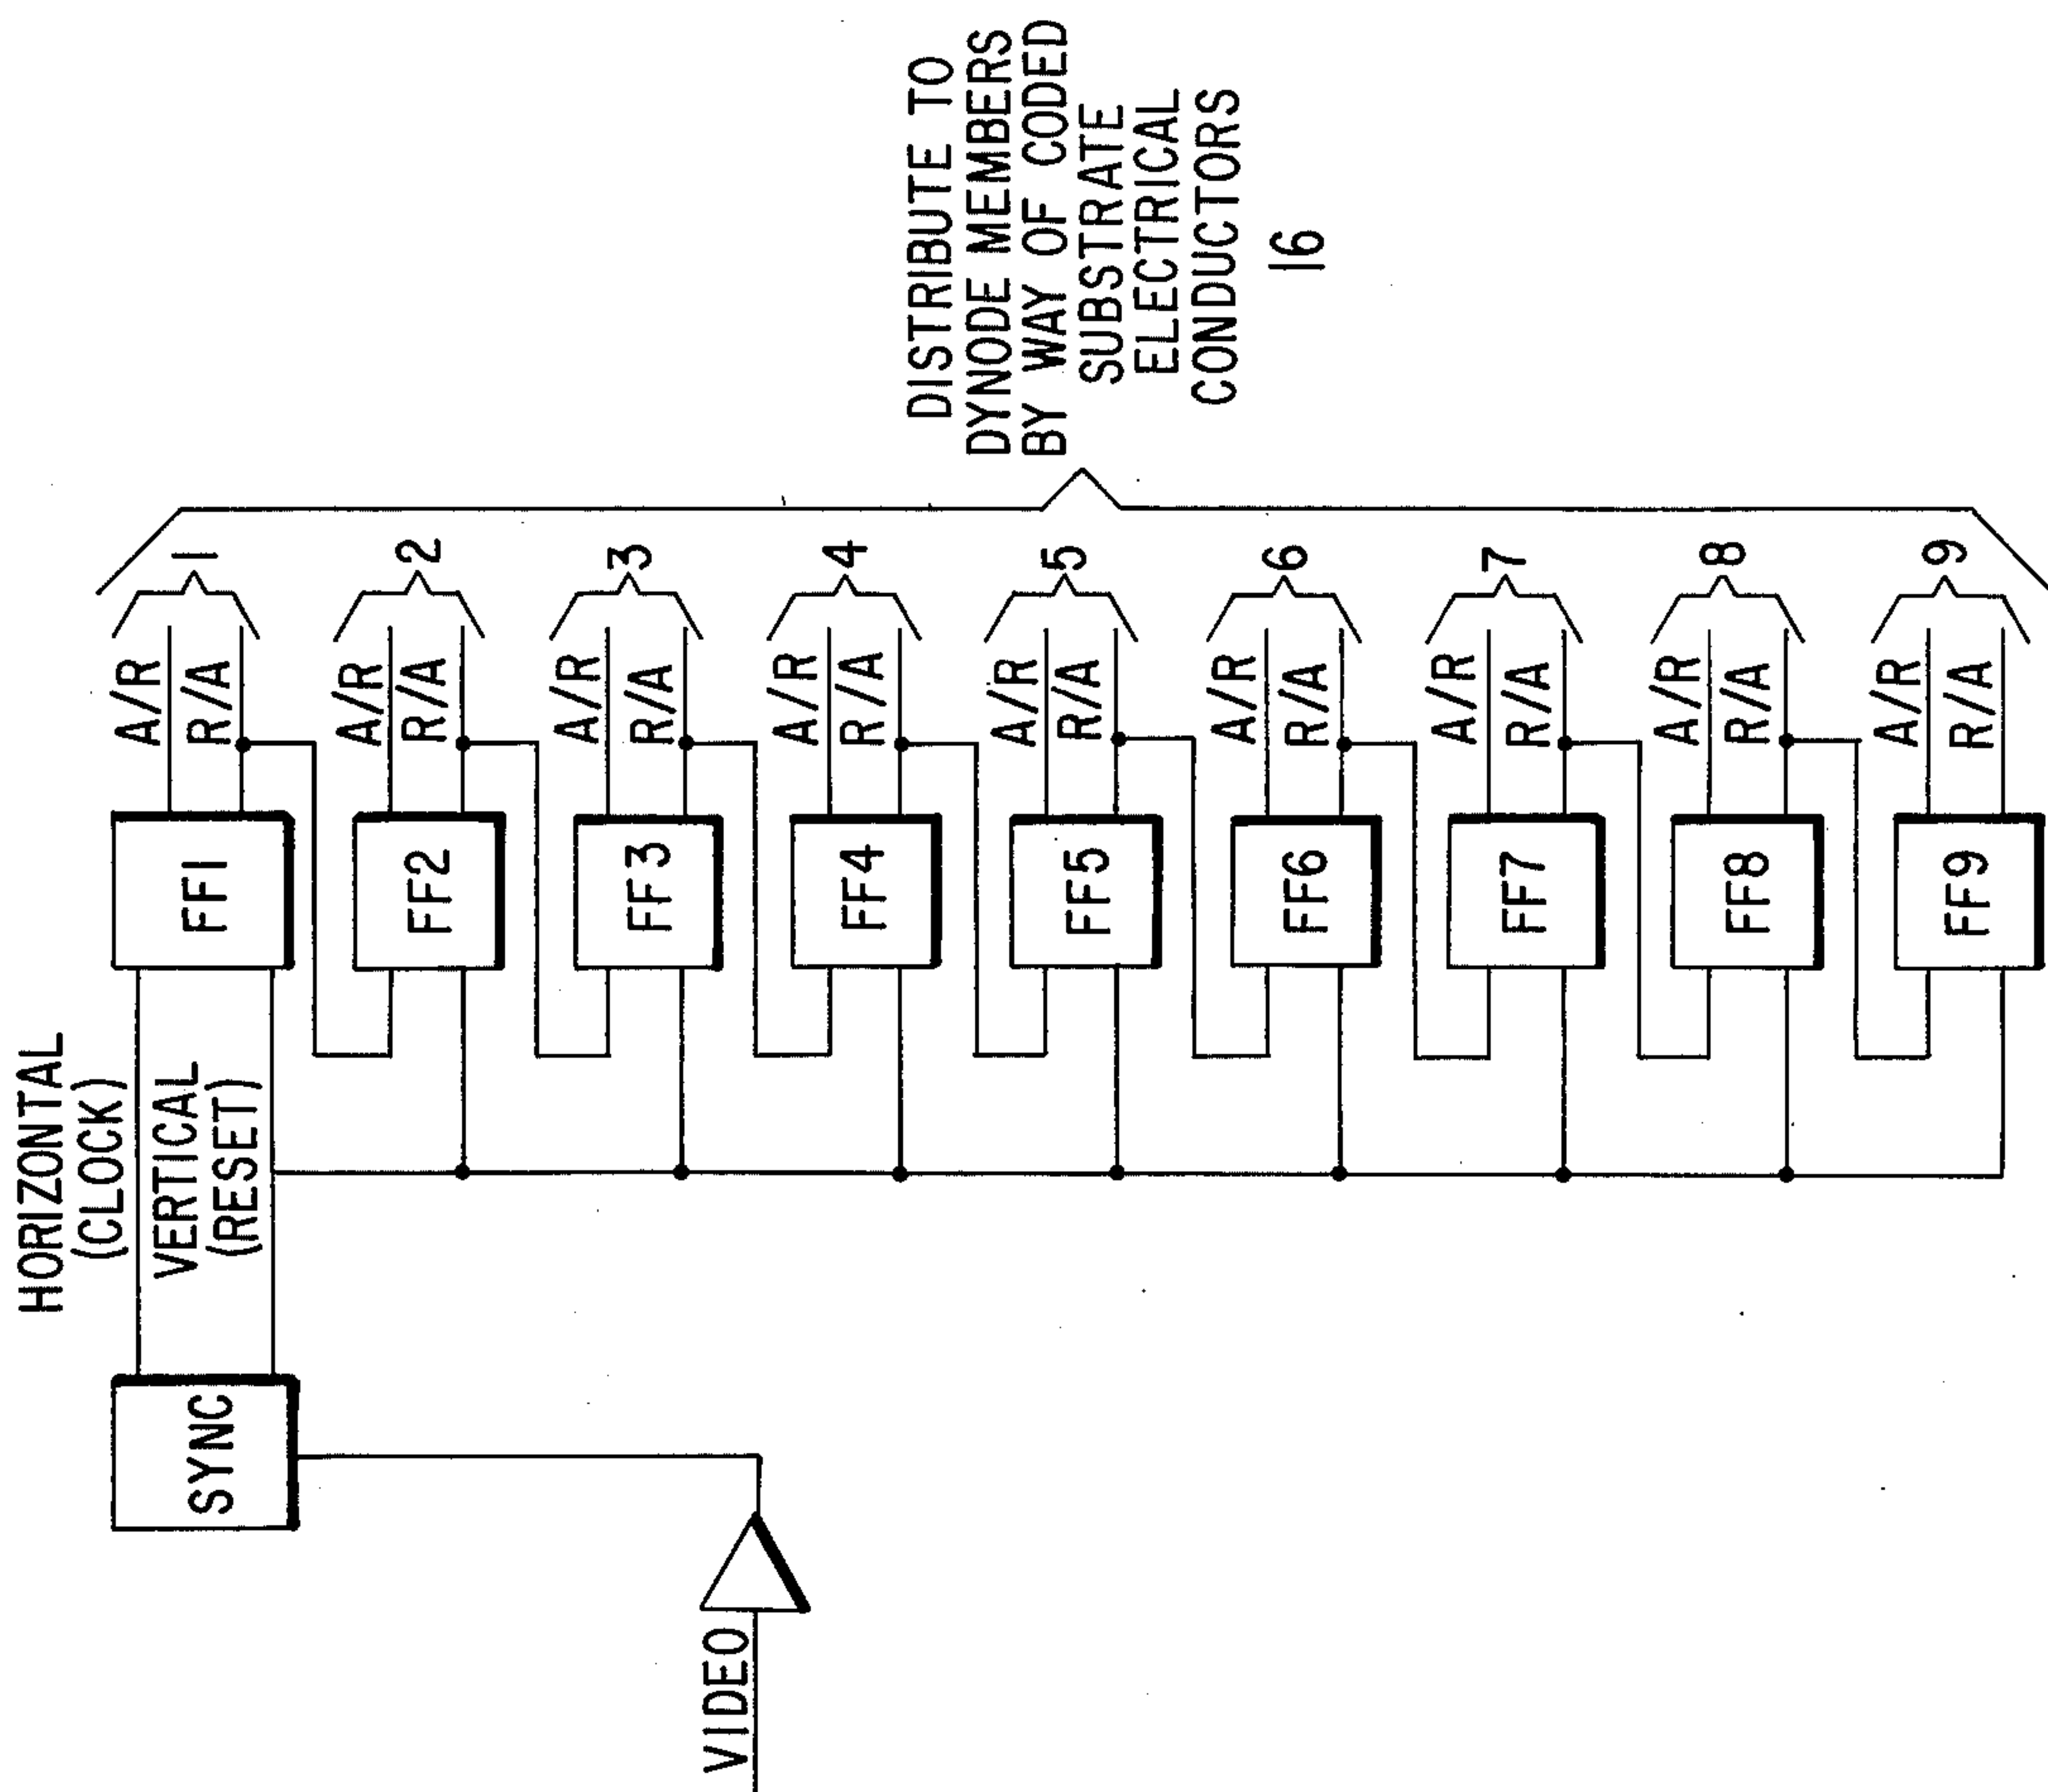 VIDEO
SYNC
HORIZONTAL
(CLOCK)
VERTICAL
(RESET)
FF1
A/R
R/A
1
FF2
A/R
R/A
2
FF3
A/R
R/A
3
FF4
A/R
R/A
4
FF5
A/R
R/A
5
FF6
A/R
R/A
6
FF7
A/R
R/A
7
FF8
A/R
R/A
8
FF9
A/R
R/A
9
DISTRIBUTE TO
DYNODE MEMBERS
BY WAY OF CODED
SUBSTRATE
ELECTRICAL
CONDUCTORS
16